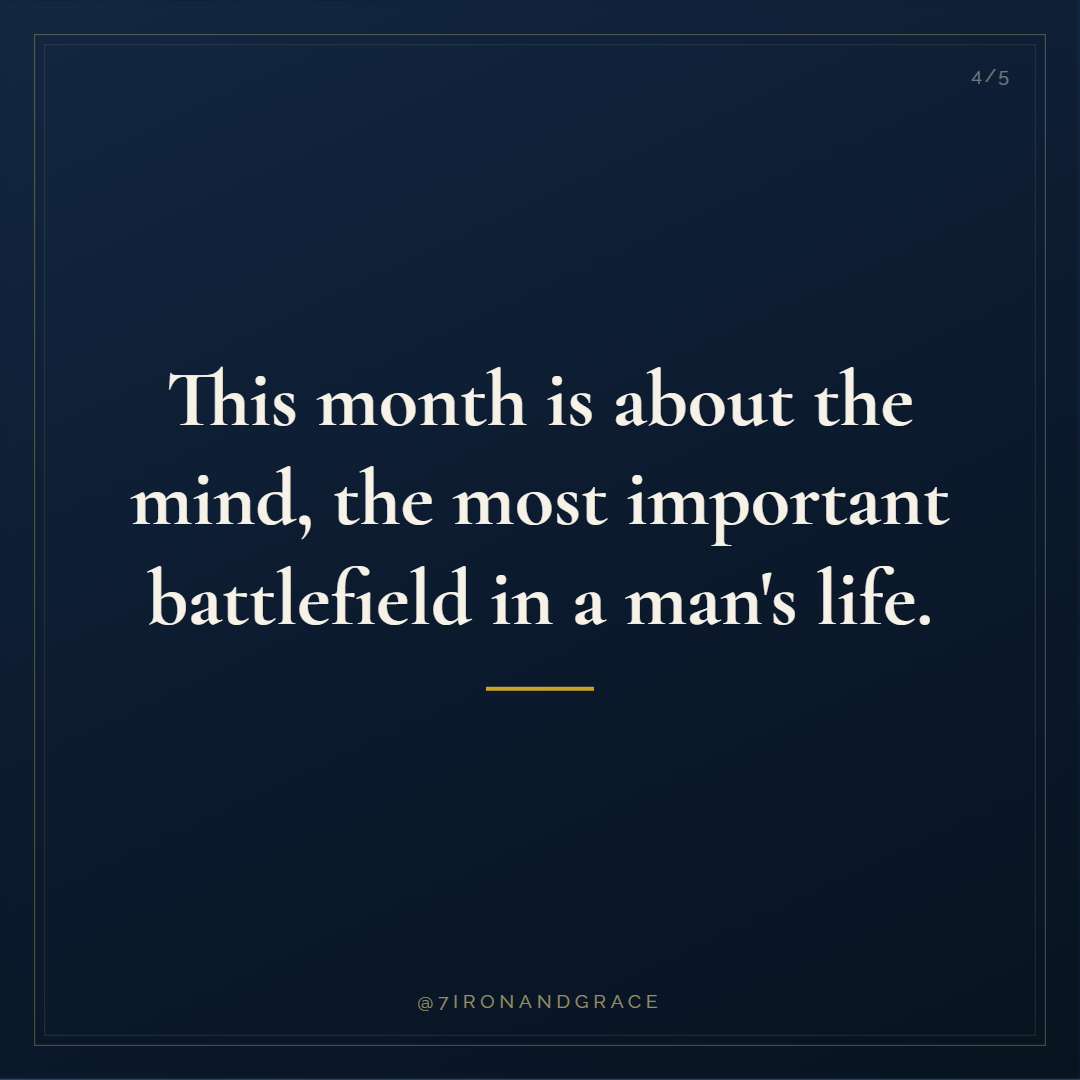 4/5
This month is about the
mind, the most important
battlefield in a man's life.
@7IRONANDGRACE